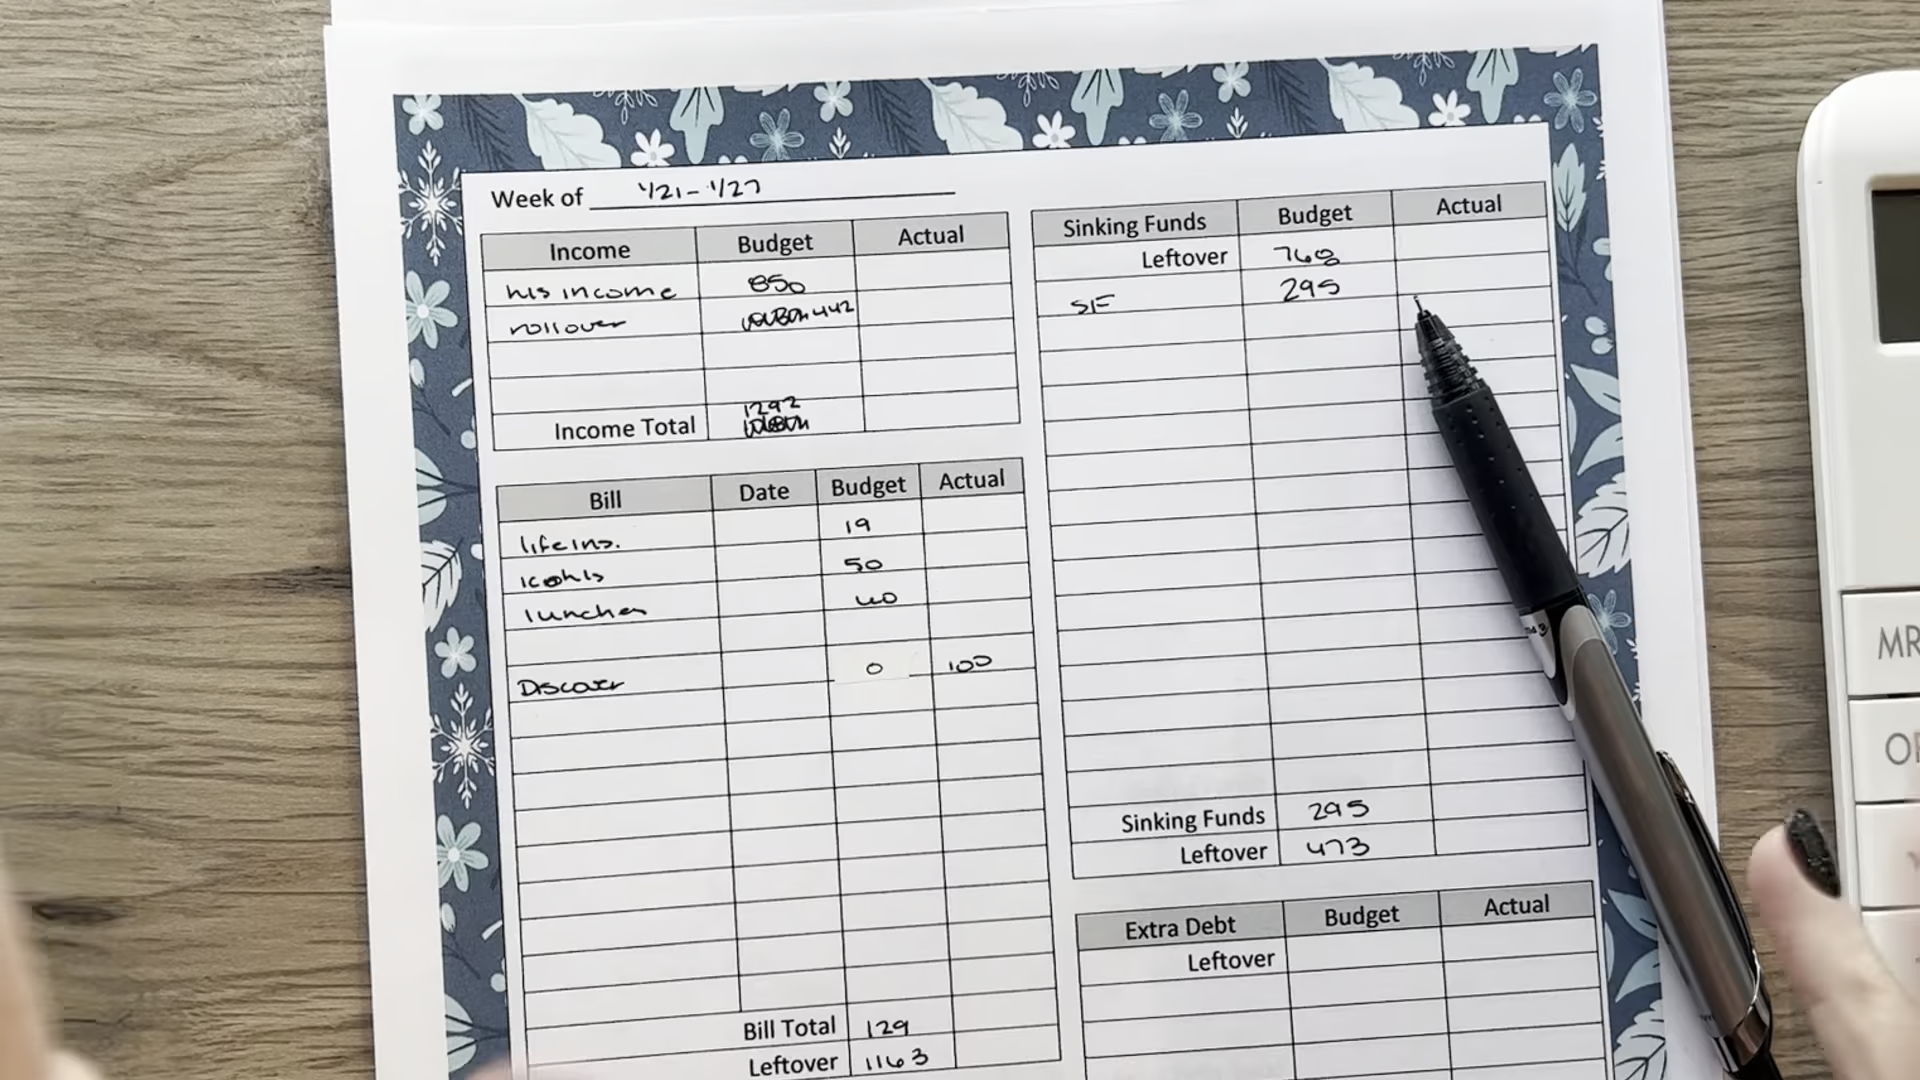 Week of 1/21-1/27
Income Budget Actual
his income 850
rollover 442
1292
Income Total
Bill Date Budget Actual
life ins. 19
50
lunches 40
Discover 0 100
Bill Total 129
Leftover 1163
Sinking Funds Budget Actual
Leftover 768
SF 295
Sinking Funds 295
Leftover 473
Extra Debt Budget Actual
Leftover
MR